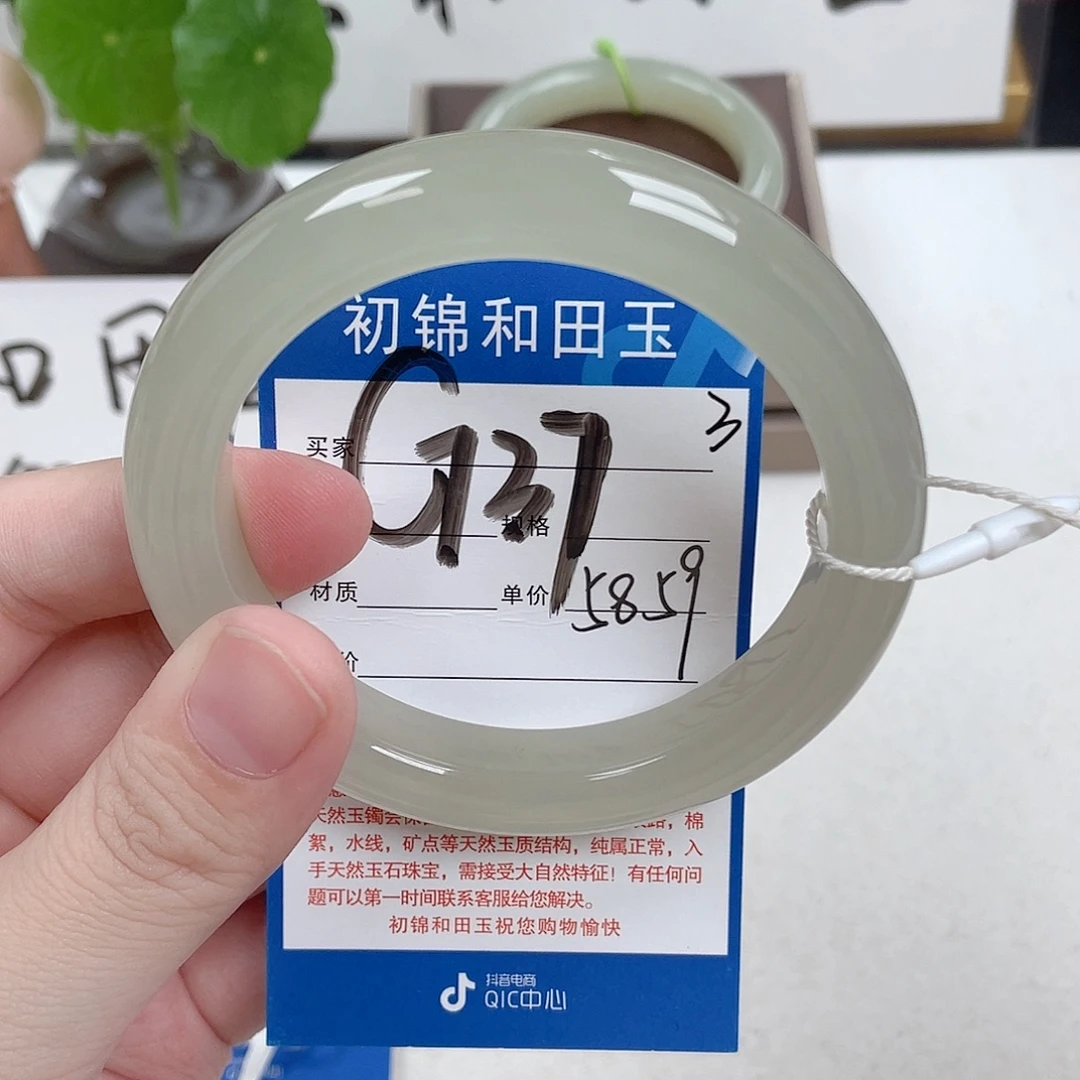 初锦和田玉
3
买家
G37
规格
材质
单价 5859
价
天然玉镯会
棉
絮，水线，矿点等天然玉质结构，纯属正常，入
手天然玉石珠宝，需接受大自然特征！有任何问
题可以第一时间联系客服给您解决。
初锦和田玉祝您购物愉快
抖音电商
QIC中心